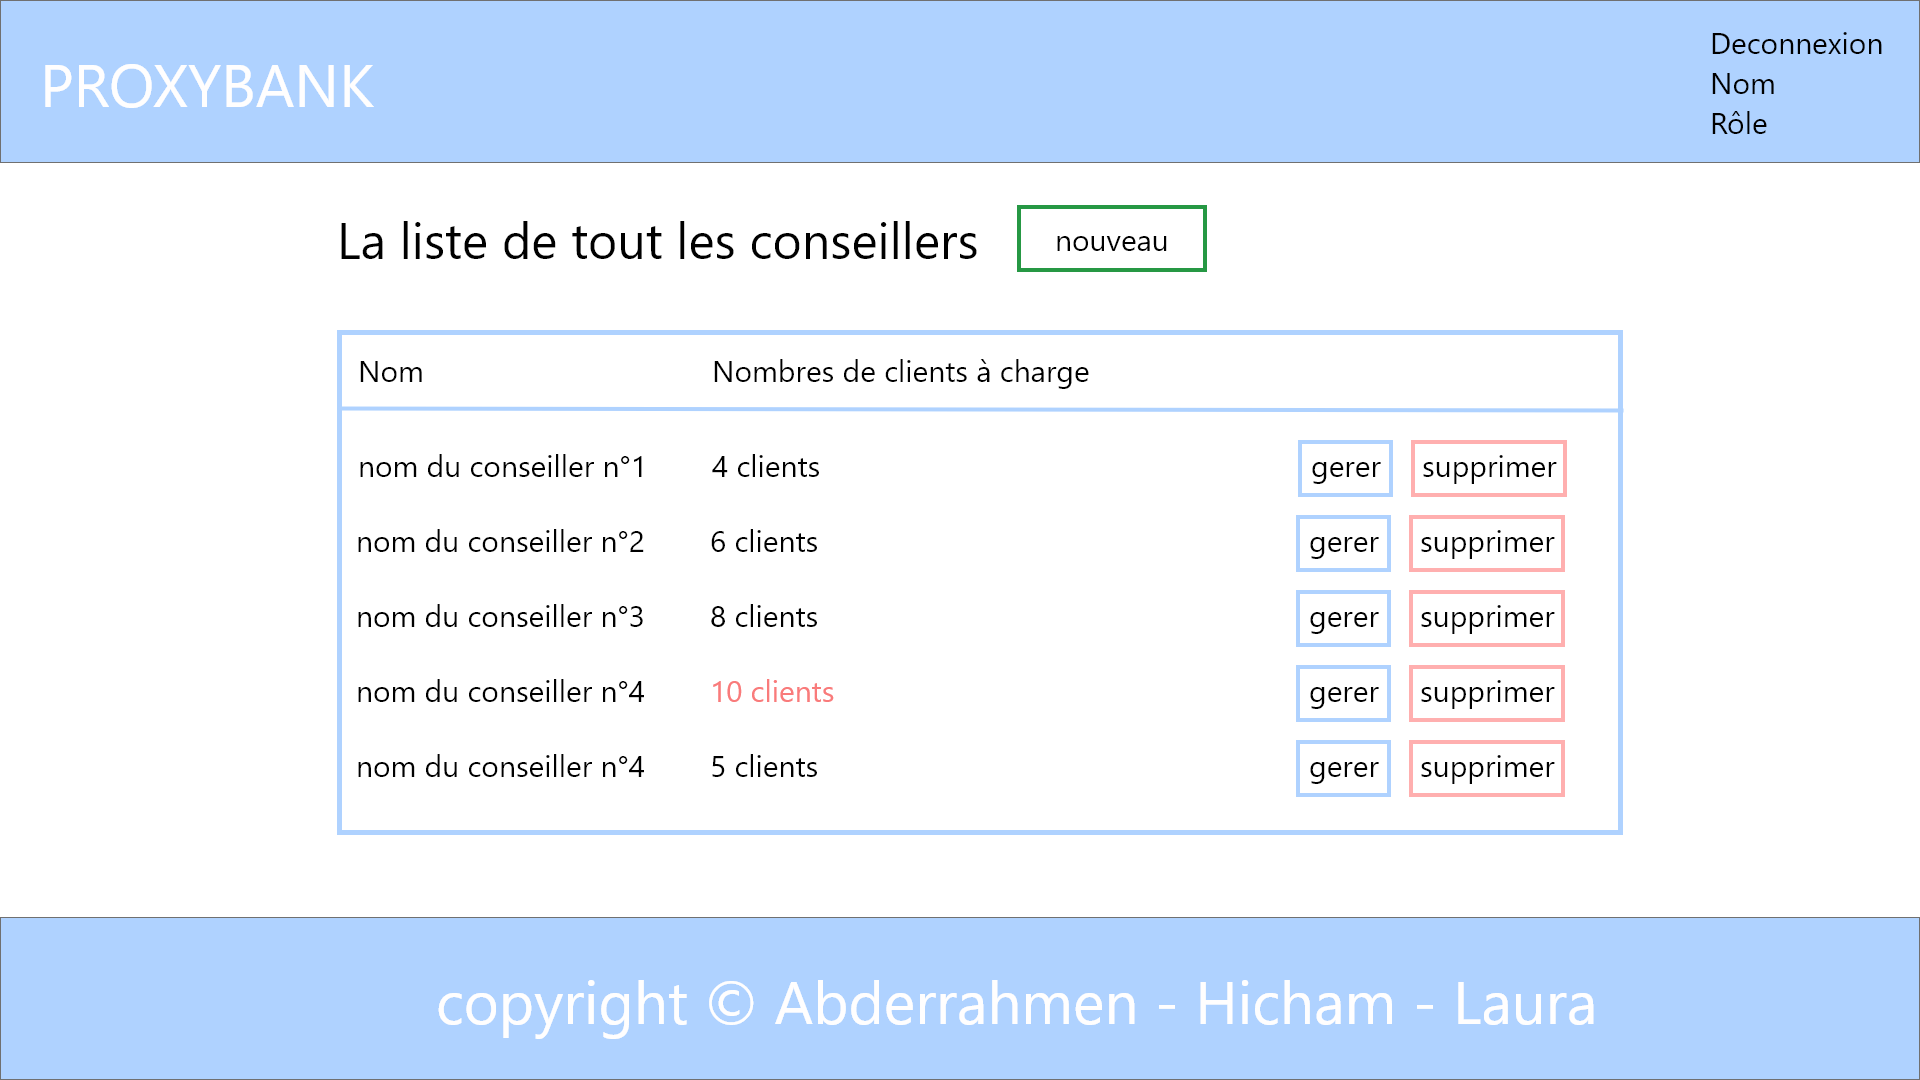 PROXYBANK
Deconnexion
Nom
Rôle
La liste de tout les conseillers
nouveau
Nom Nombres de clients à charge
nom du conseiller n°1 4 clients gerer supprimer
nom du conseiller n°2 6 clients gerer supprimer
nom du conseiller n°3 8 clients gerer supprimer
nom du conseiller n°4 10 clients gerer supprimer
nom du conseiller n°4 5 clients gerer supprimer
copyright © Abderrahmen - Hicham - Laura